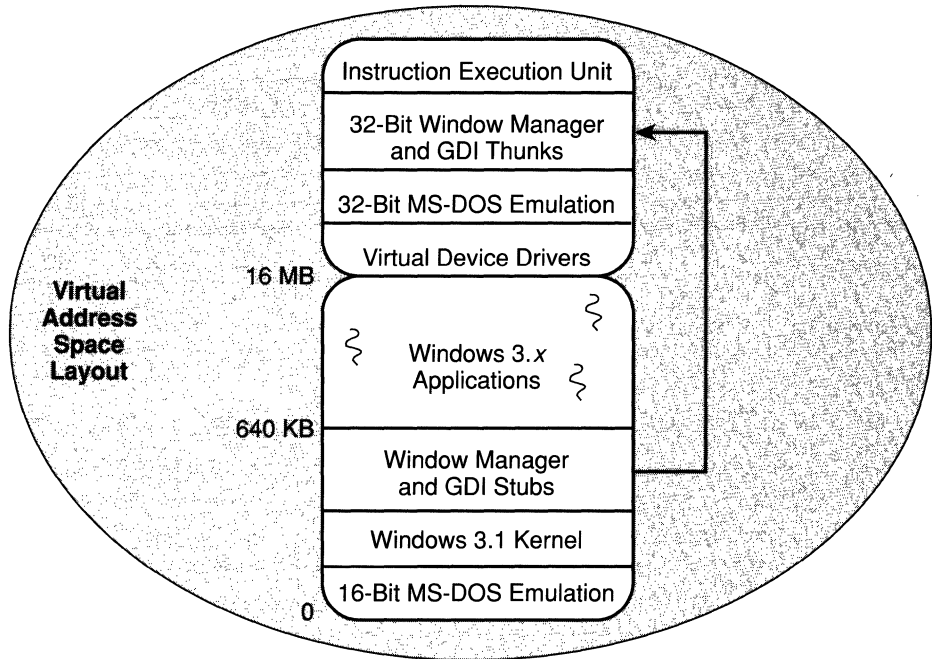 Instruction Execution Unit
32-Bit Window Manager
and GDI Thunks
32-Bit MS-DOS Emulation
Virtual Device Drivers
16 MB
Virtual
Address
Space
Layout
Windows 3.x
Applications
640 KB
Window Manager
and GDI Stubs
Windows 3.1 Kernel
16-Bit MS-DOS Emulation
0